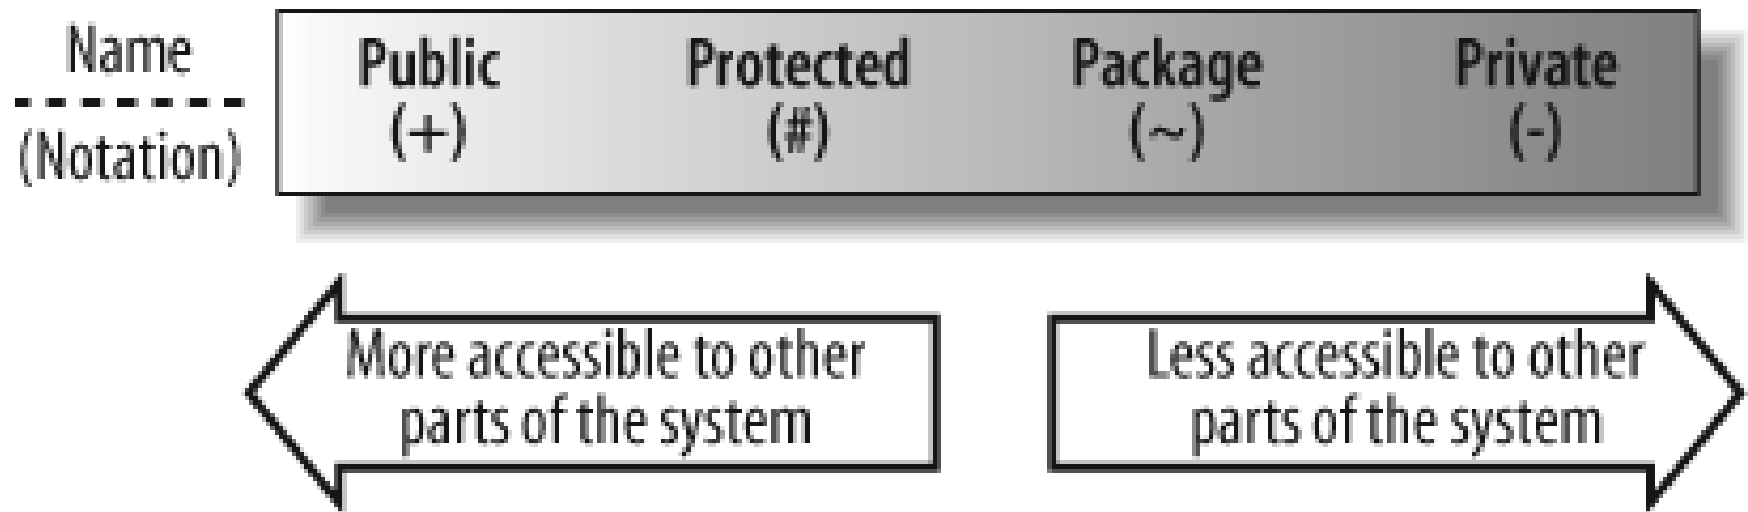 Name
(Notation)
Public Protected Package Private
(+) (#) (~) (-)
More accessible to other
parts of the system
Less accessible to other
parts of the system